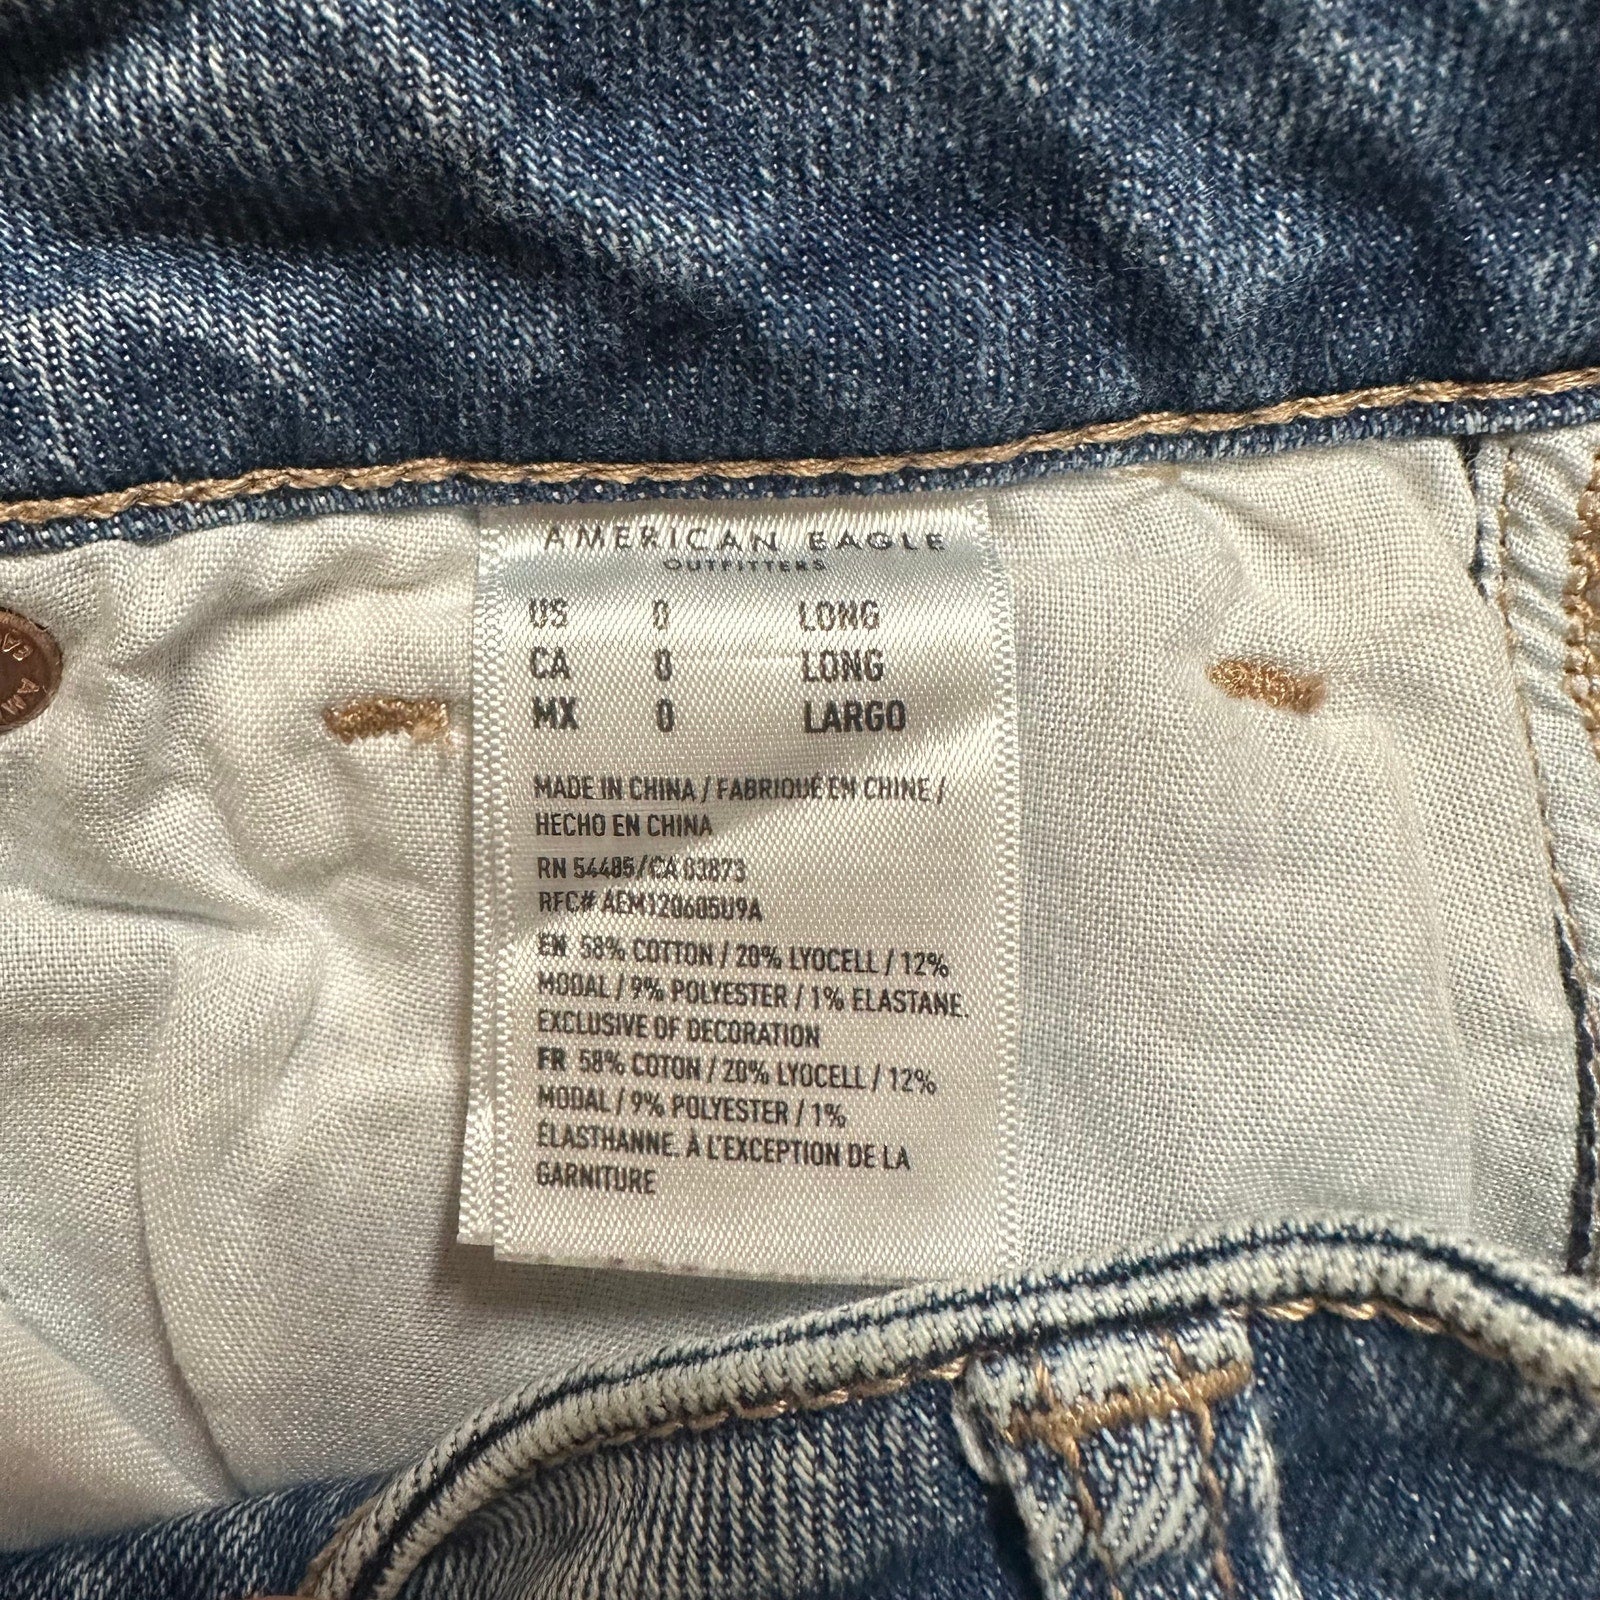 AMERICAN EAGLE
OUTFITTERS
US 0 LONG
CA 0 LONG
MX 0 LARGO
MADE IN CHINA / FABRIQUÉ EN CHINE /
HECHO EN CHINA
RN 54485/CA 03873
RFC# AEM120605U9A
EN 58% COTTON / 20% LYOCELL / 12%
MODAL / 9% POLYESTER / 1% ELASTANE.
EXCLUSIVE OF DECORATION
FR 58% COTON / 20% LYOCELL / 12%
MODAL / 9% POLYESTER / 1%
ÉLASTHANNE. À L'EXCEPTION DE LA
GARNITURE